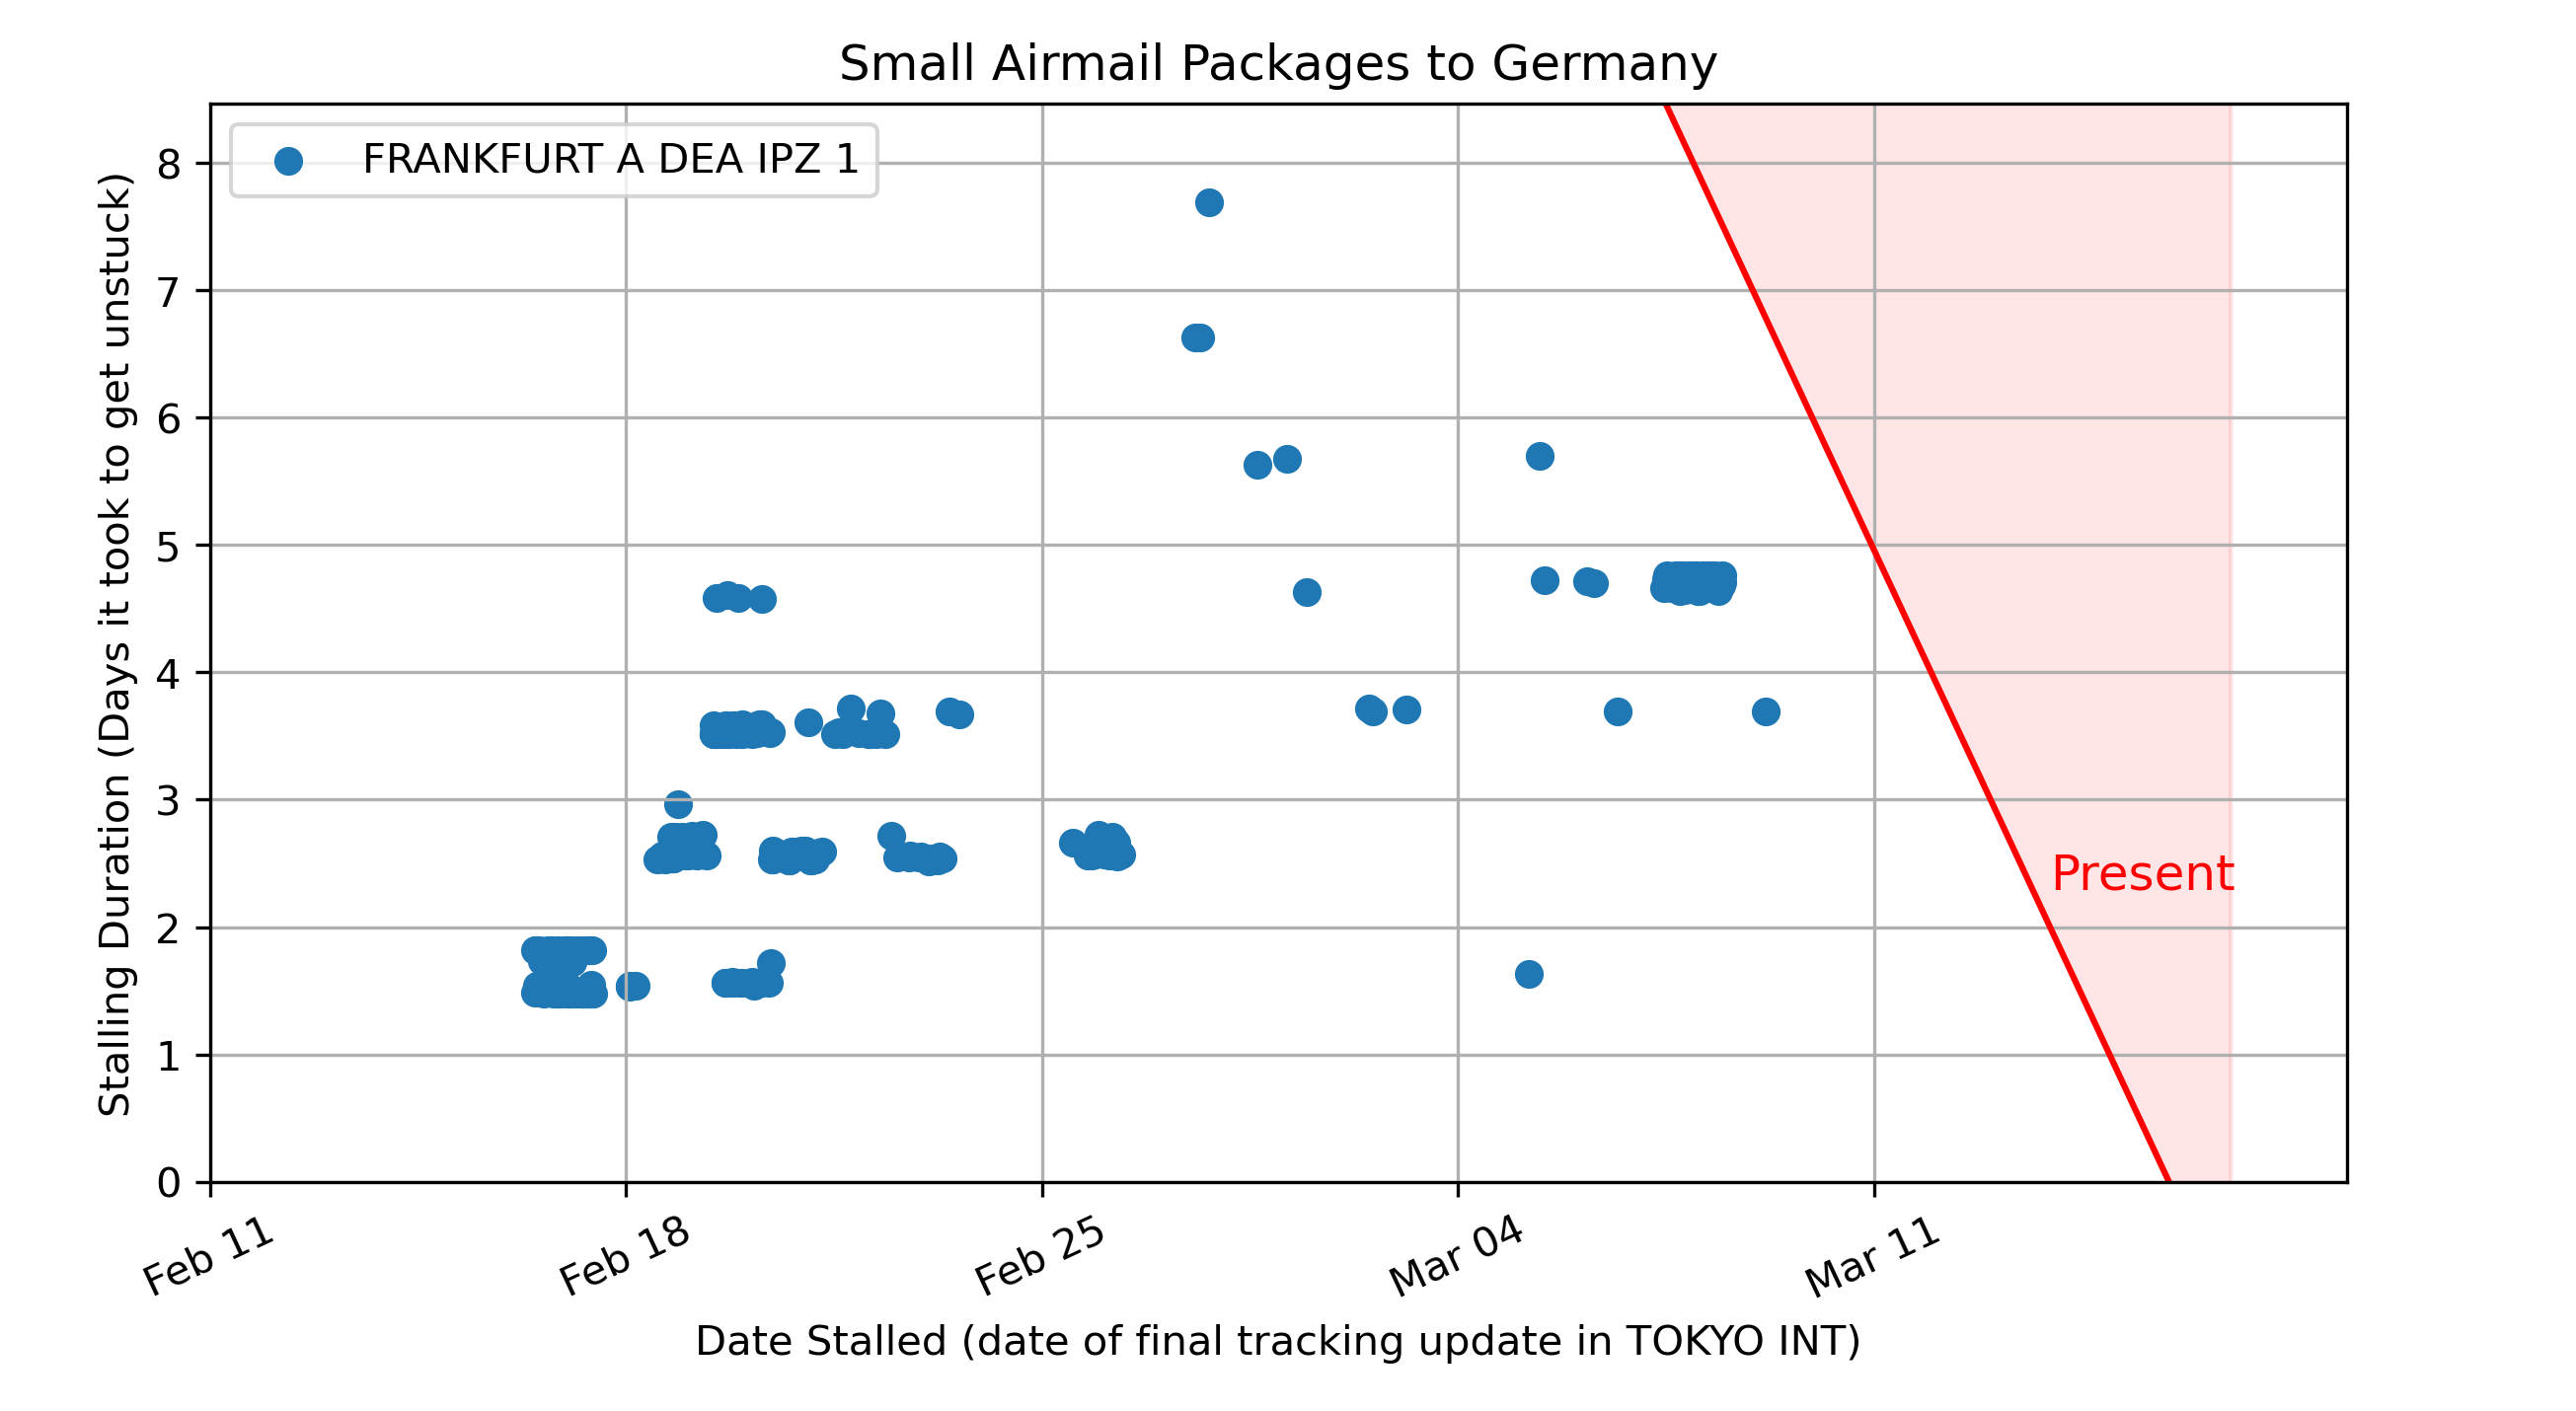 Small Airmail Packages to Germany
FRANKFURT A DEA IPZ 1
Stalling Duration (Days it took to get unstuck)
8
7
6
5
4
3
2
1
0
Present
Feb 11
Feb 18
Feb 25
Mar 04
Mar 11
Date Stalled (date of final tracking update in TOKYO INT)